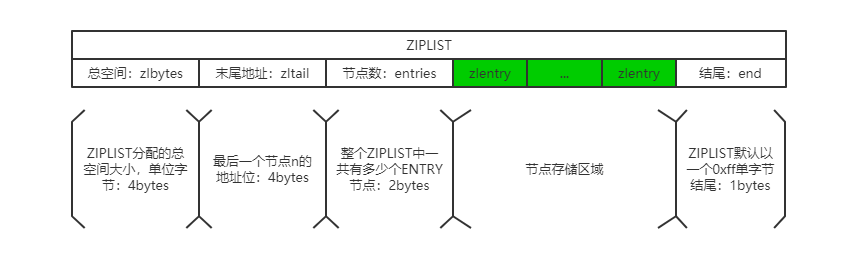 ZIPLIST
总空间：zlbytes
末尾地址：zltail
节点数：entries
zlentry
...
zlentry
结尾：end
ZIPLIST分配的总
空间大小，单位字
节：4bytes
最后一个节点n的
地址位：4bytes
整个ZIPLIST中一
共有多少个ENTRY
节点：2bytes
节点存储区域
ZIPLIST默认以
一个0xff单字节
结尾：1bytes